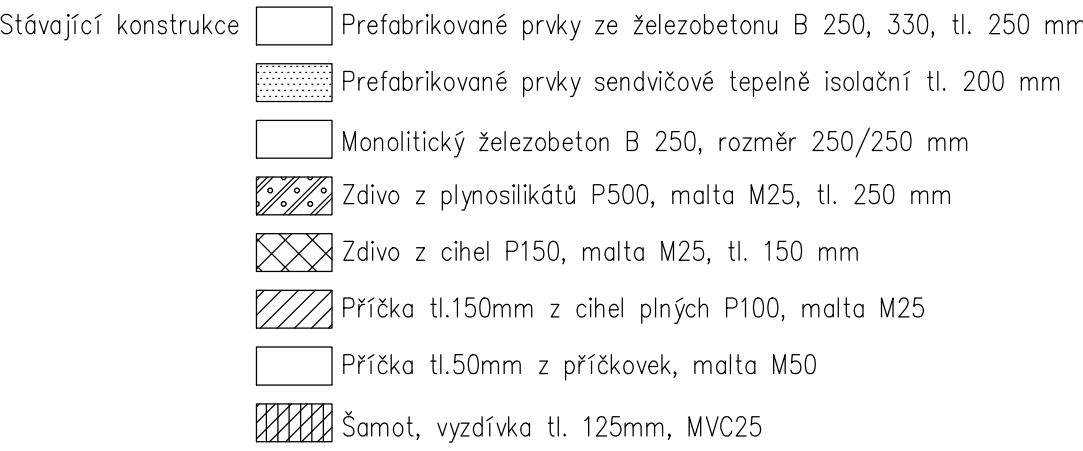 Stávající konstrukce Prefabrikované prvky ze železobetonu B 250, 330, tl. 250 mm
Prefabrikované prvky sendvičové tepelně isolační tl. 200 mm
Monolitický železobeton B 250, rozměr 250/250 mm
Zdivo z plynosilikátů P500, malta M25, tl. 250 mm
Zdivo z cihel P150, malta M25, tl. 150 mm
Příčka tl.150mm z cihel plných P100, malta M25
Příčka tl.50mm z příčkovek, malta M50
Šamot, vyzdívka tl. 125mm, MVC25